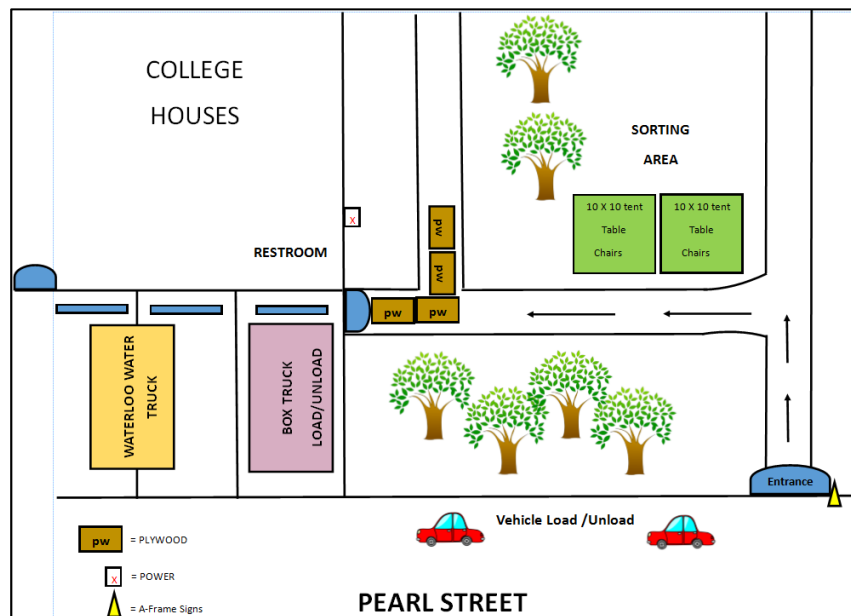 COLLEGE
HOUSES
SORTING
AREA
10 X 10 tent
Table
Chairs
10 X 10 tent
Table
Chairs
X
pw
pw
RESTROOM
pw
pw
WATERLOO WATER
TRUCK
BOX TRUCK
LOAD/UNLOAD
Entrance
Vehicle Load /Unload
pw = PLYWOOD
X = POWER
= A-Frame Signs
PEARL STREET